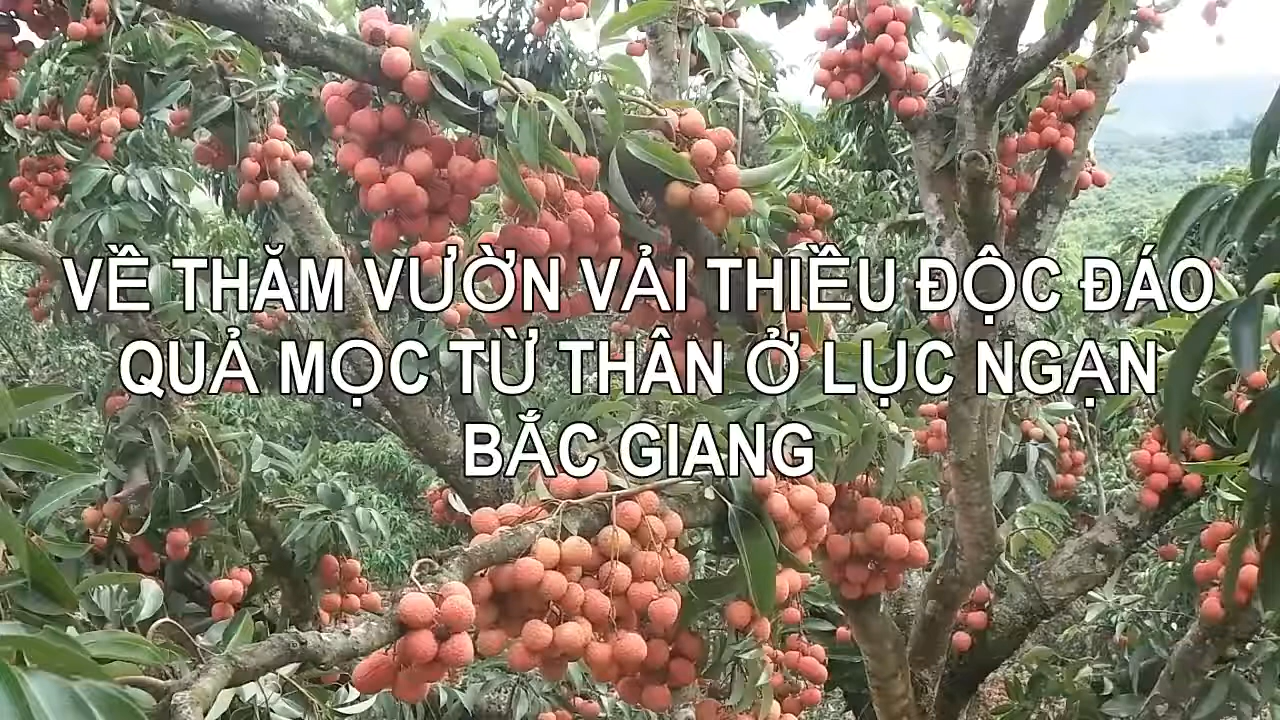 VỀ THĂM VƯỜN VẢI THIỀU ĐỘC ĐÁO
QUẢ MỌC TỪ THÂN Ở LỤC NGẠN
BẮC GIANG